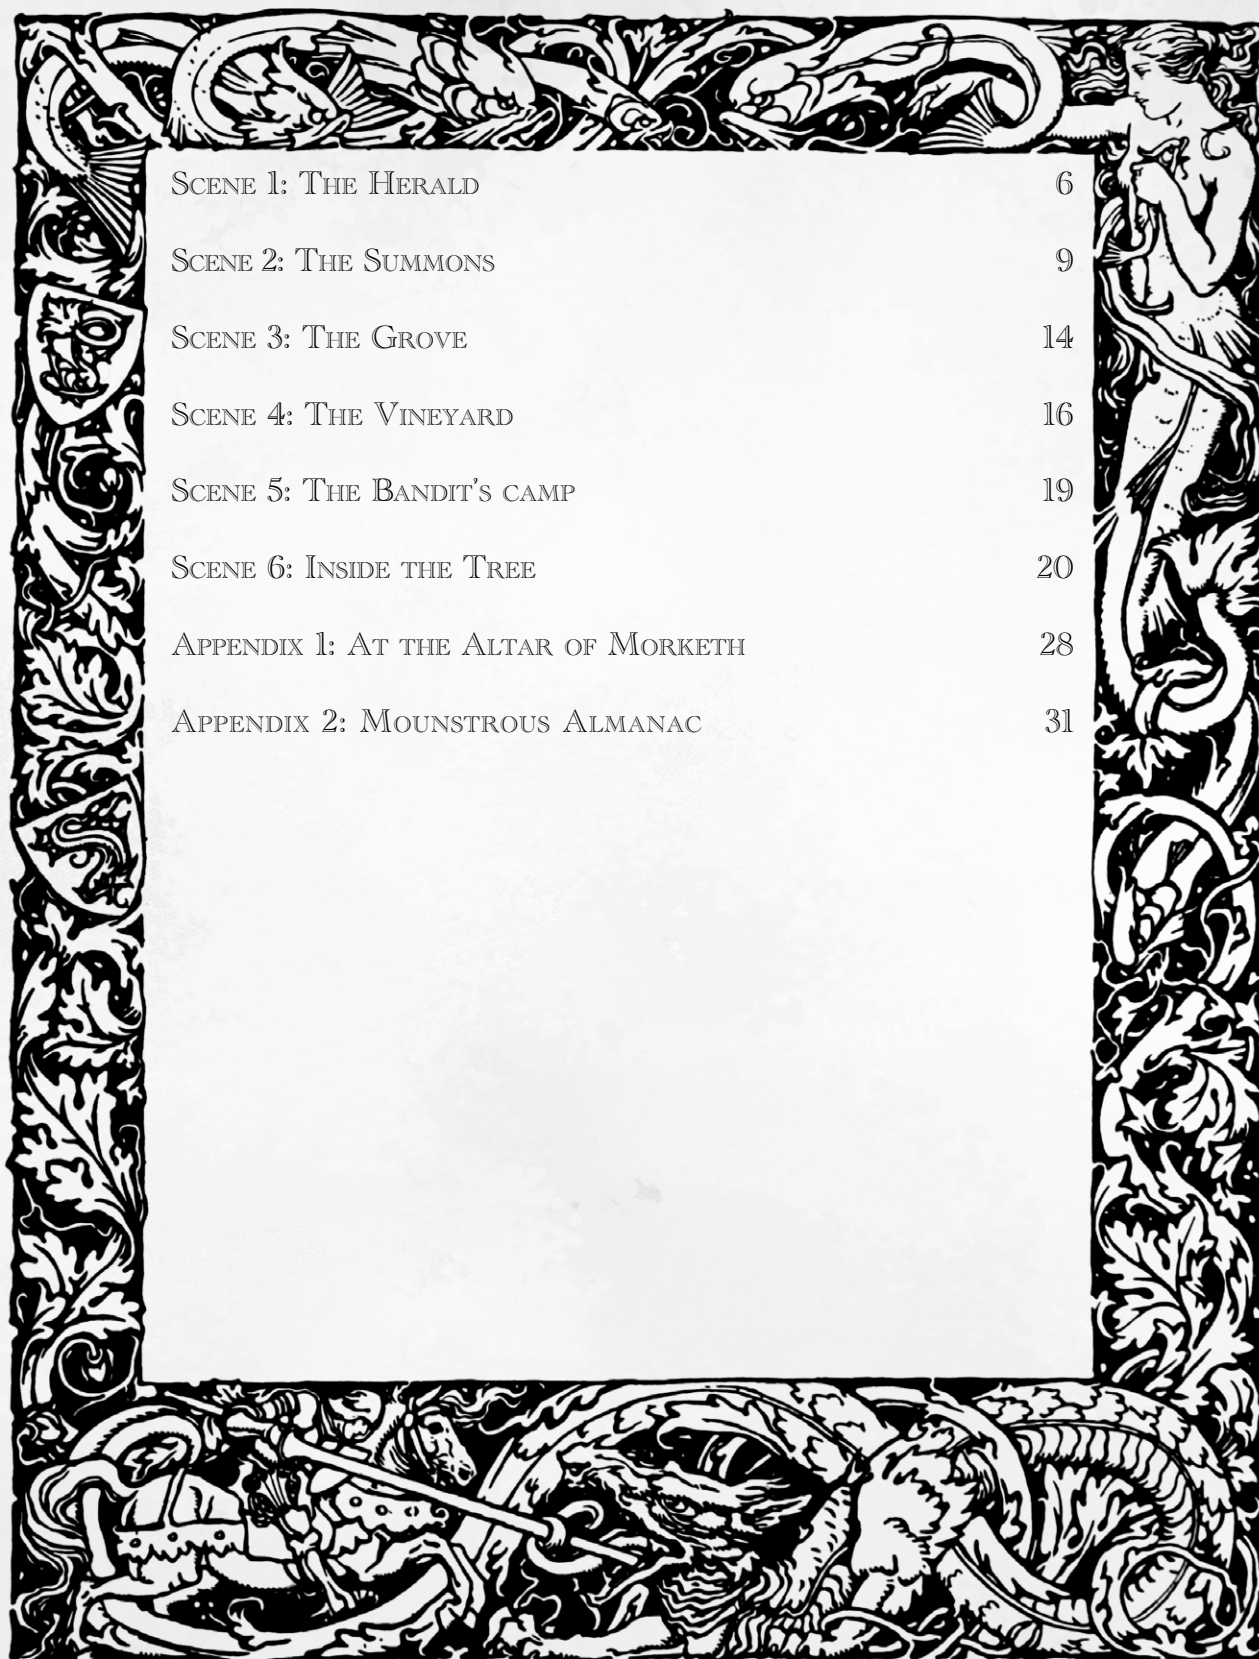 Scene 1: The Herald 6
Scene 2: The Summons 9
Scene 3: The Grove 14
Scene 4: The Vineyard 16
Scene 5: The Bandit's camp 19
Scene 6: Inside the Tree 20
Appendix 1: At the Altar of Morketh 28
Appendix 2: Mounstrous Almanac 31